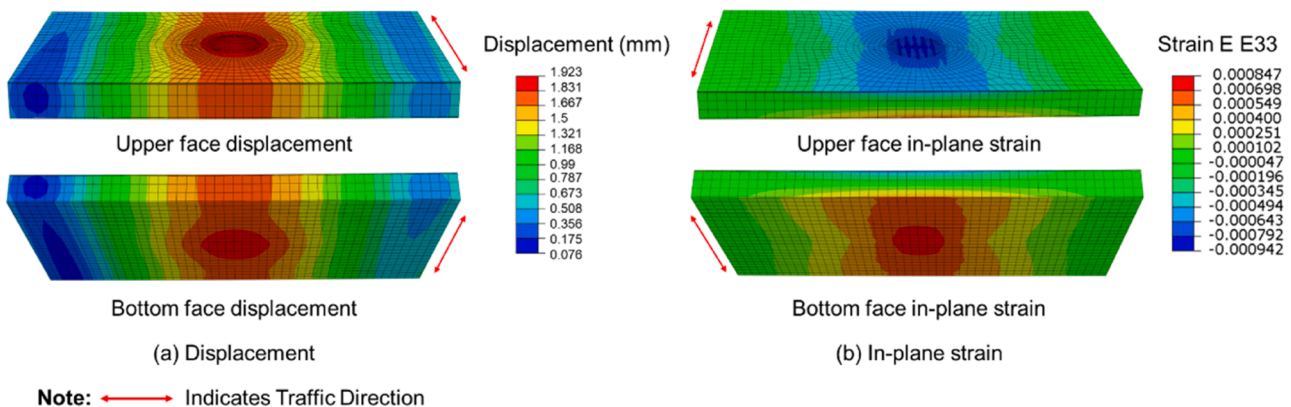 Displacement (mm)
1.923
1.831
1.667
1.5
1.321
1.168
0.99
0.787
0.673
0.508
0.356
0.175
0.076
Upper face displacement
Bottom face displacement
(a) Displacement
Strain E E33
0.000847
0.000698
0.000549
0.000400
0.000251
0.000102
-0.000047
-0.000196
-0.000345
-0.000494
-0.000643
-0.000792
-0.000942
Upper face in-plane strain
Bottom face in-plane strain
(b) In-plane strain
Note: Indicates Traffic Direction